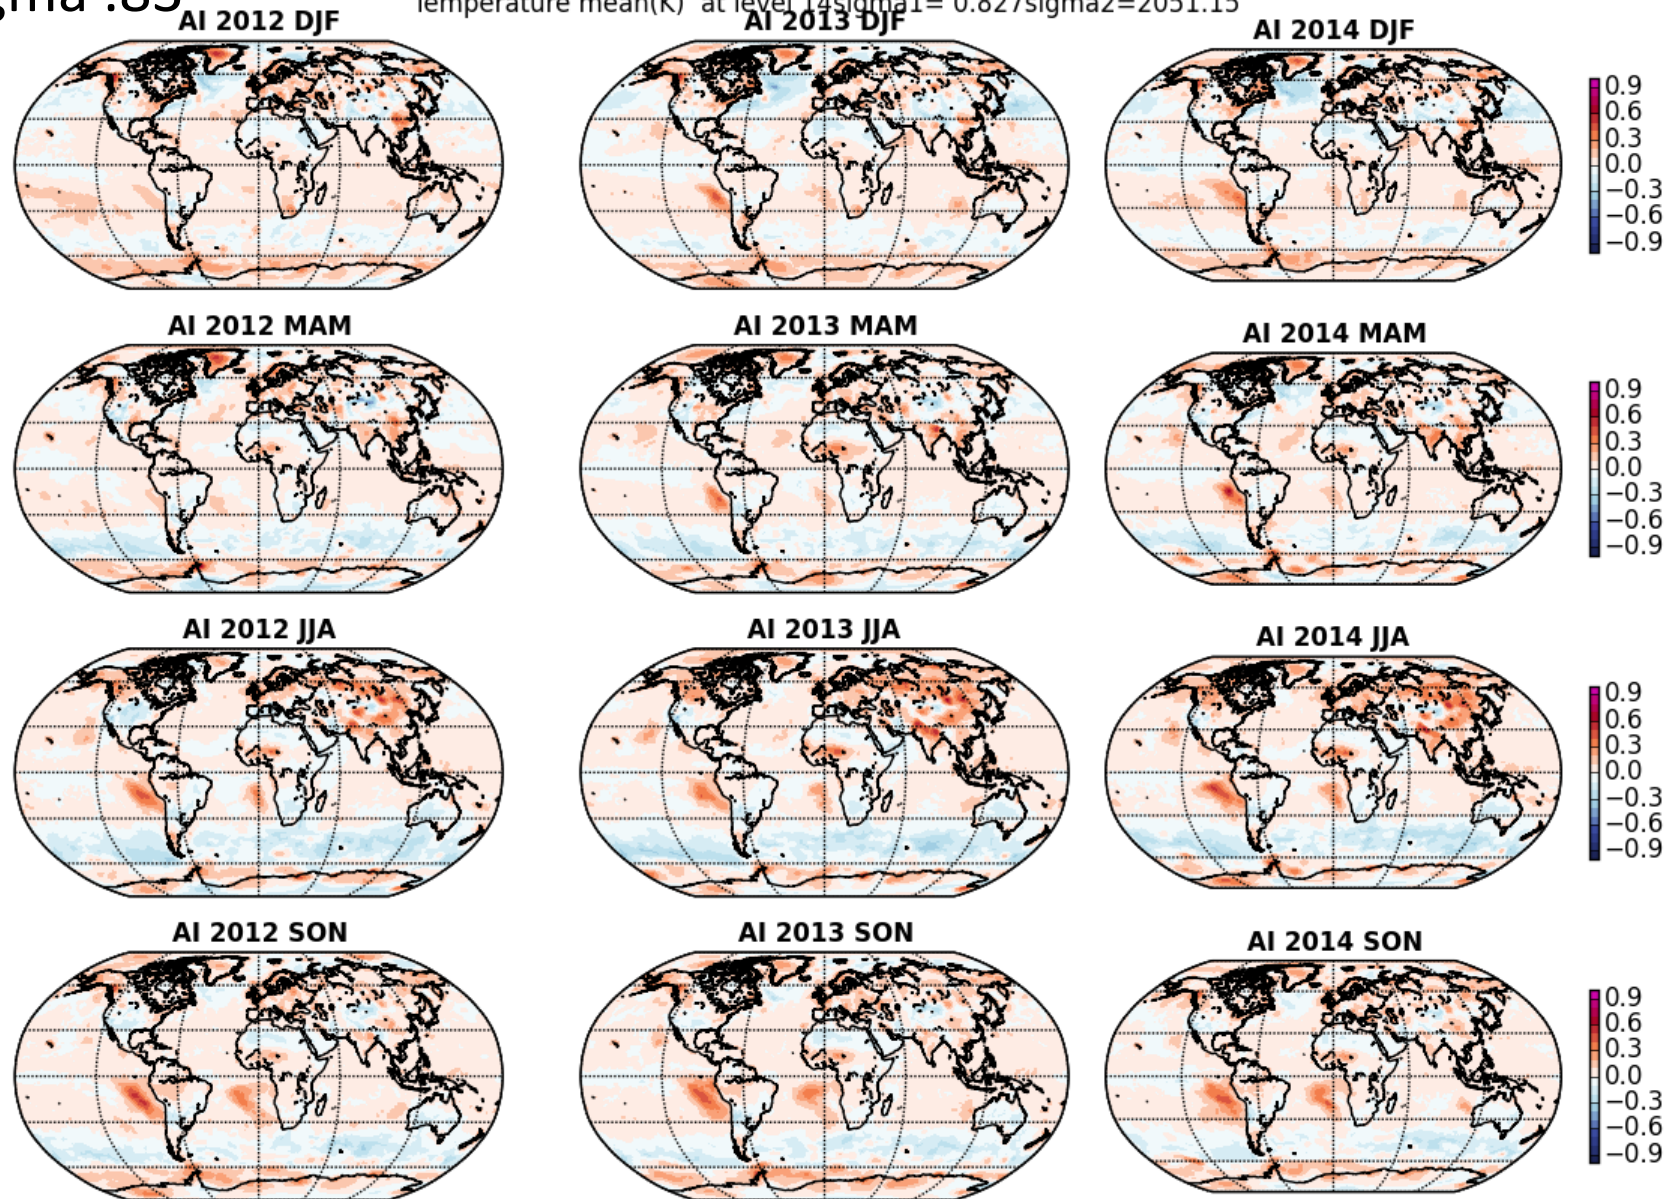 gma .85
Temperature mean(K) at level 14sigma1= 0.827sigma2=2051.15
AI 2012 DJF
AI 2013 DJF
AI 2014 DJF
0.9
0.6
0.3
0.0
−0.3
−0.6
−0.9
AI 2012 MAM
AI 2013 MAM
AI 2014 MAM
0.9
0.6
0.3
0.0
−0.3
−0.6
−0.9
AI 2012 JJA
AI 2013 JJA
AI 2014 JJA
0.9
0.6
0.3
0.0
−0.3
−0.6
−0.9
AI 2012 SON
AI 2013 SON
AI 2014 SON
0.9
0.6
0.3
0.0
−0.3
−0.6
−0.9